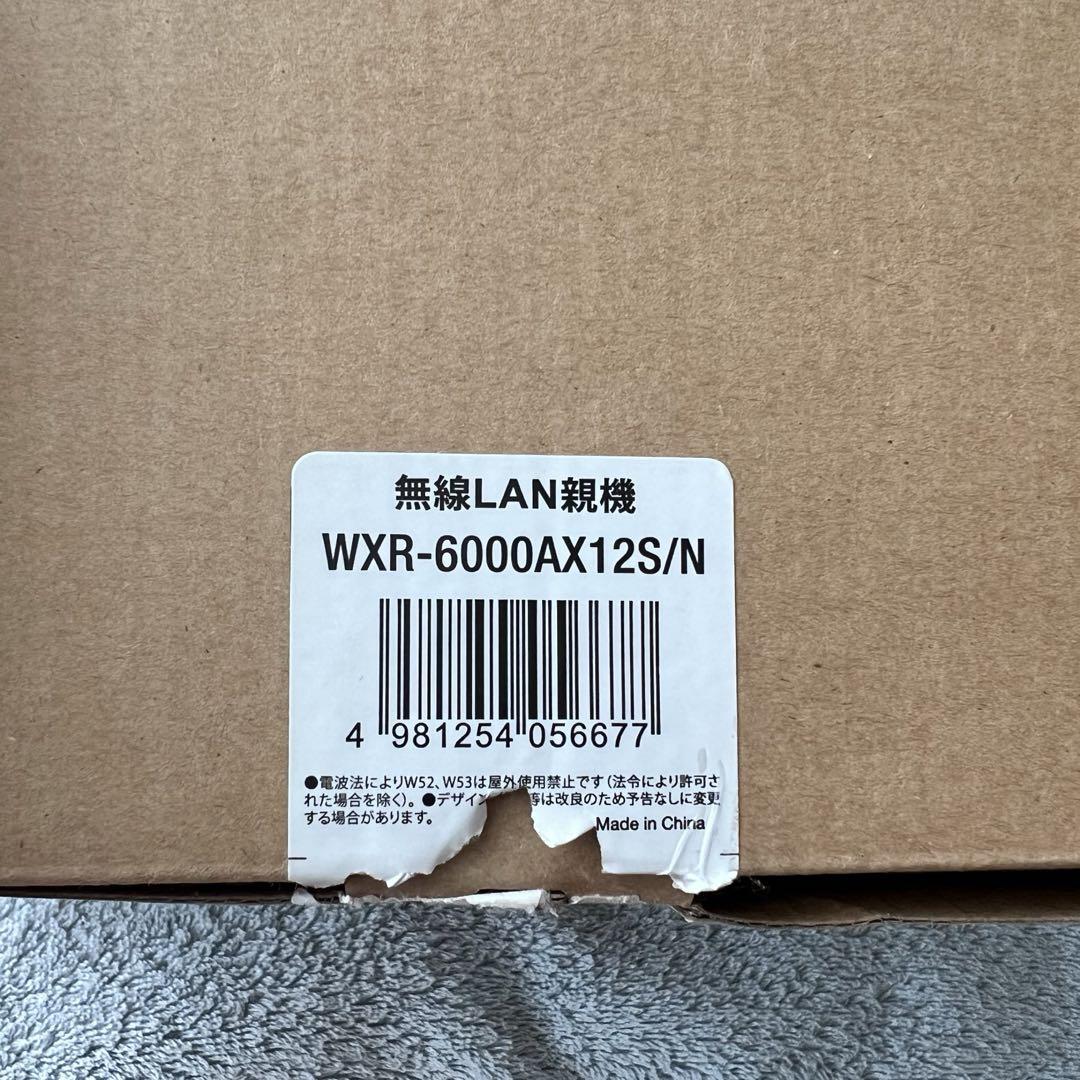 無線LAN親機
WXR-6000AX12S/N
4 981254 056677
●電波法によりW52、W53は屋外使用禁止です(法令により許可さ
れた場合を除く)。●デザイン 等は改良のため予告なしに変更
する場合があります。
Made in China